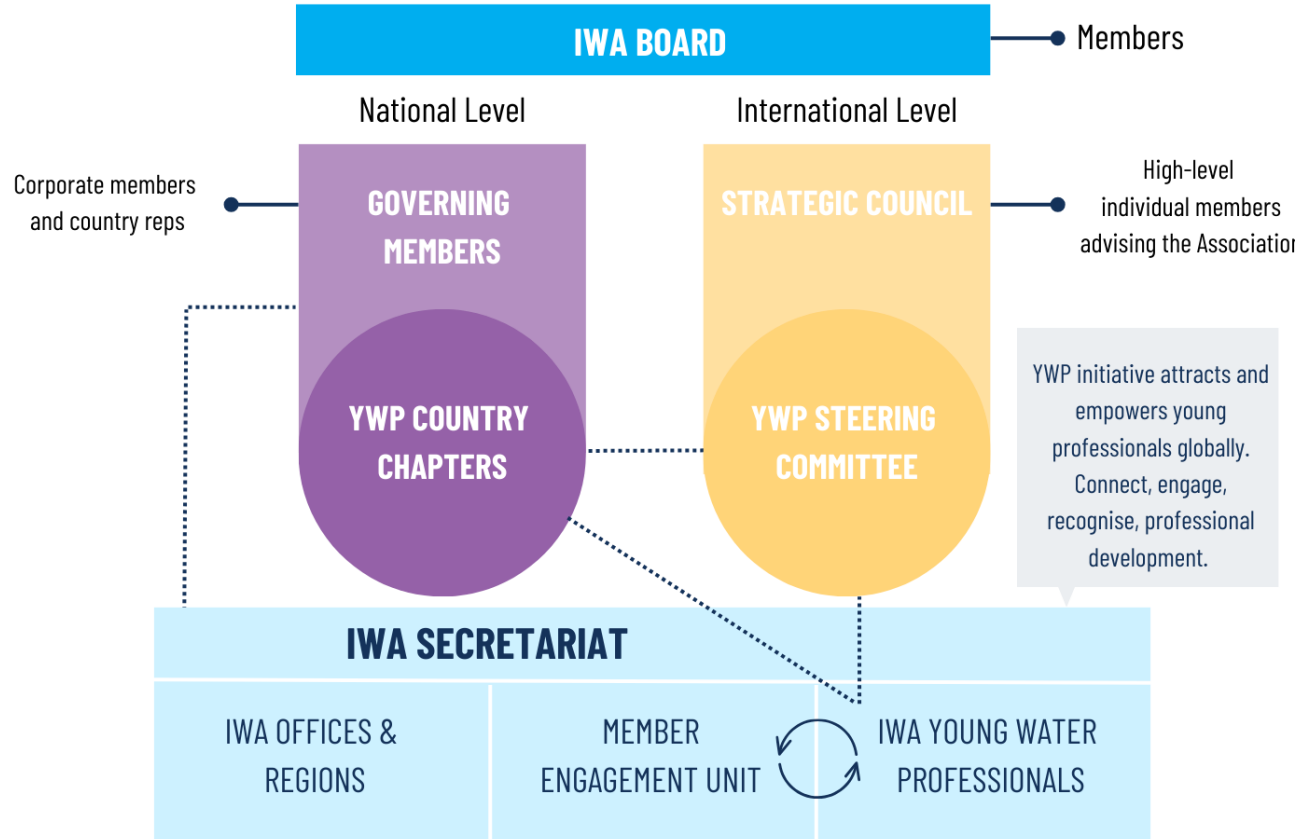 IWA BOARD
Members
National Level
International Level
Corporate members
and country reps
GOVERNING
MEMBERS
STRATEGIC COUNCIL
High-level
individual members
advising the Association
YWP COUNTRY
CHAPTERS
YWP STEERING
COMMITTEE
YWP initiative attracts and
empowers young
professionals globally.
Connect, engage,
recognise, professional
development.
IWA SECRETARIAT
IWA OFFICES &
REGIONS
MEMBER
ENGAGEMENT UNIT
IWA YOUNG WATER
PROFESSIONALS